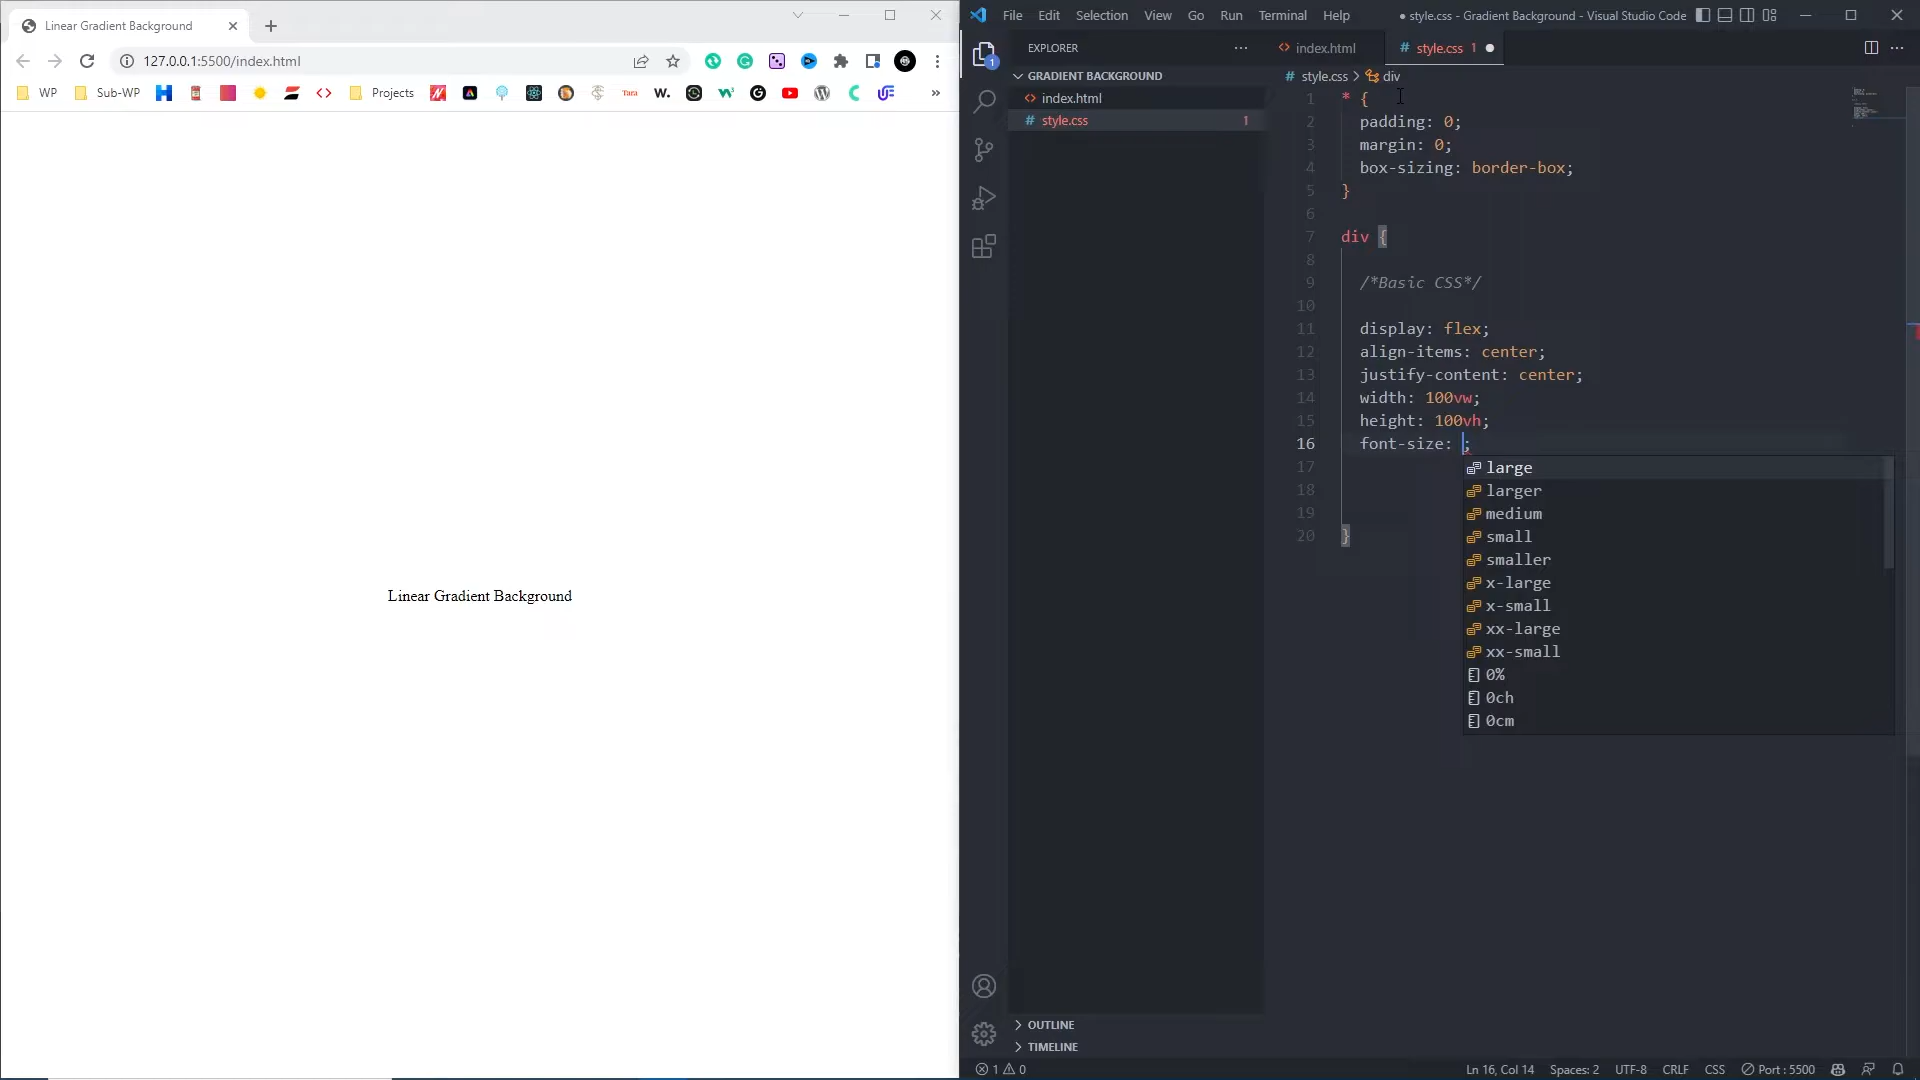 Linear Gradient Background
127.0.0.1:5500/index.html
WP
Sub-WP
Projects
Tara
W.
»
Linear Gradient Background
File Edit Selection View Go Run Terminal Help
● style.css - Gradient Background - Visual Studio Code
EXPLORER
GRADIENT BACKGROUND
index.html
# style.css 1
1
index.html
# style.css 1
# style.css > div
1 * {
2 padding: 0;
3 margin: 0;
4 box-sizing: border-box;
5 }
6
7 div {
8
9 /*Basic CSS*/
10
11 display: flex;
12 align-items: center;
13 justify-content: center;
14 width: 100vw;
15 height: 100vh;
16 font-size: ;
17
18
19
20 }
large
larger
medium
small
smaller
x-large
x-small
xx-large
xx-small
0%
0ch
0cm
OUTLINE
TIMELINE
1 0
Ln 16, Col 14 Spaces: 2 UTF-8 CRLF CSS Port : 5500